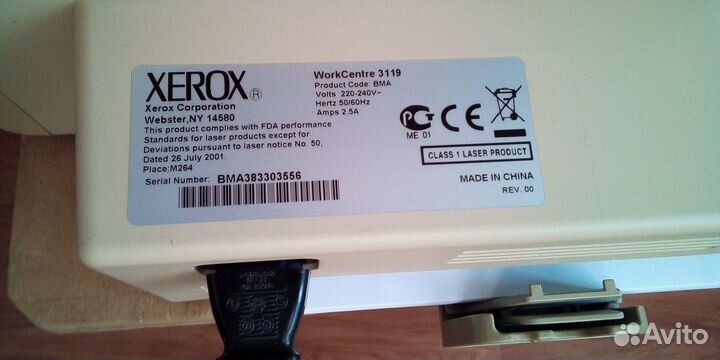 XEROX®
Xerox Corporation
Webster,NY 14580
This product complies with FDA performance
Standards for laser products except for
Deviations pursuant to laser notice No. 50,
Dated 26 July 2001.
Place:M264
Serial Number: BMA383303556
WorkCentre 3119
Product Code: BMA
Volts 220-240V~
Hertz 50/60Hz
Amps 2.5A
РСТ
ME 01
CE
CLASS 1 LASER PRODUCT
MADE IN CHINA
REV. 00
Avito